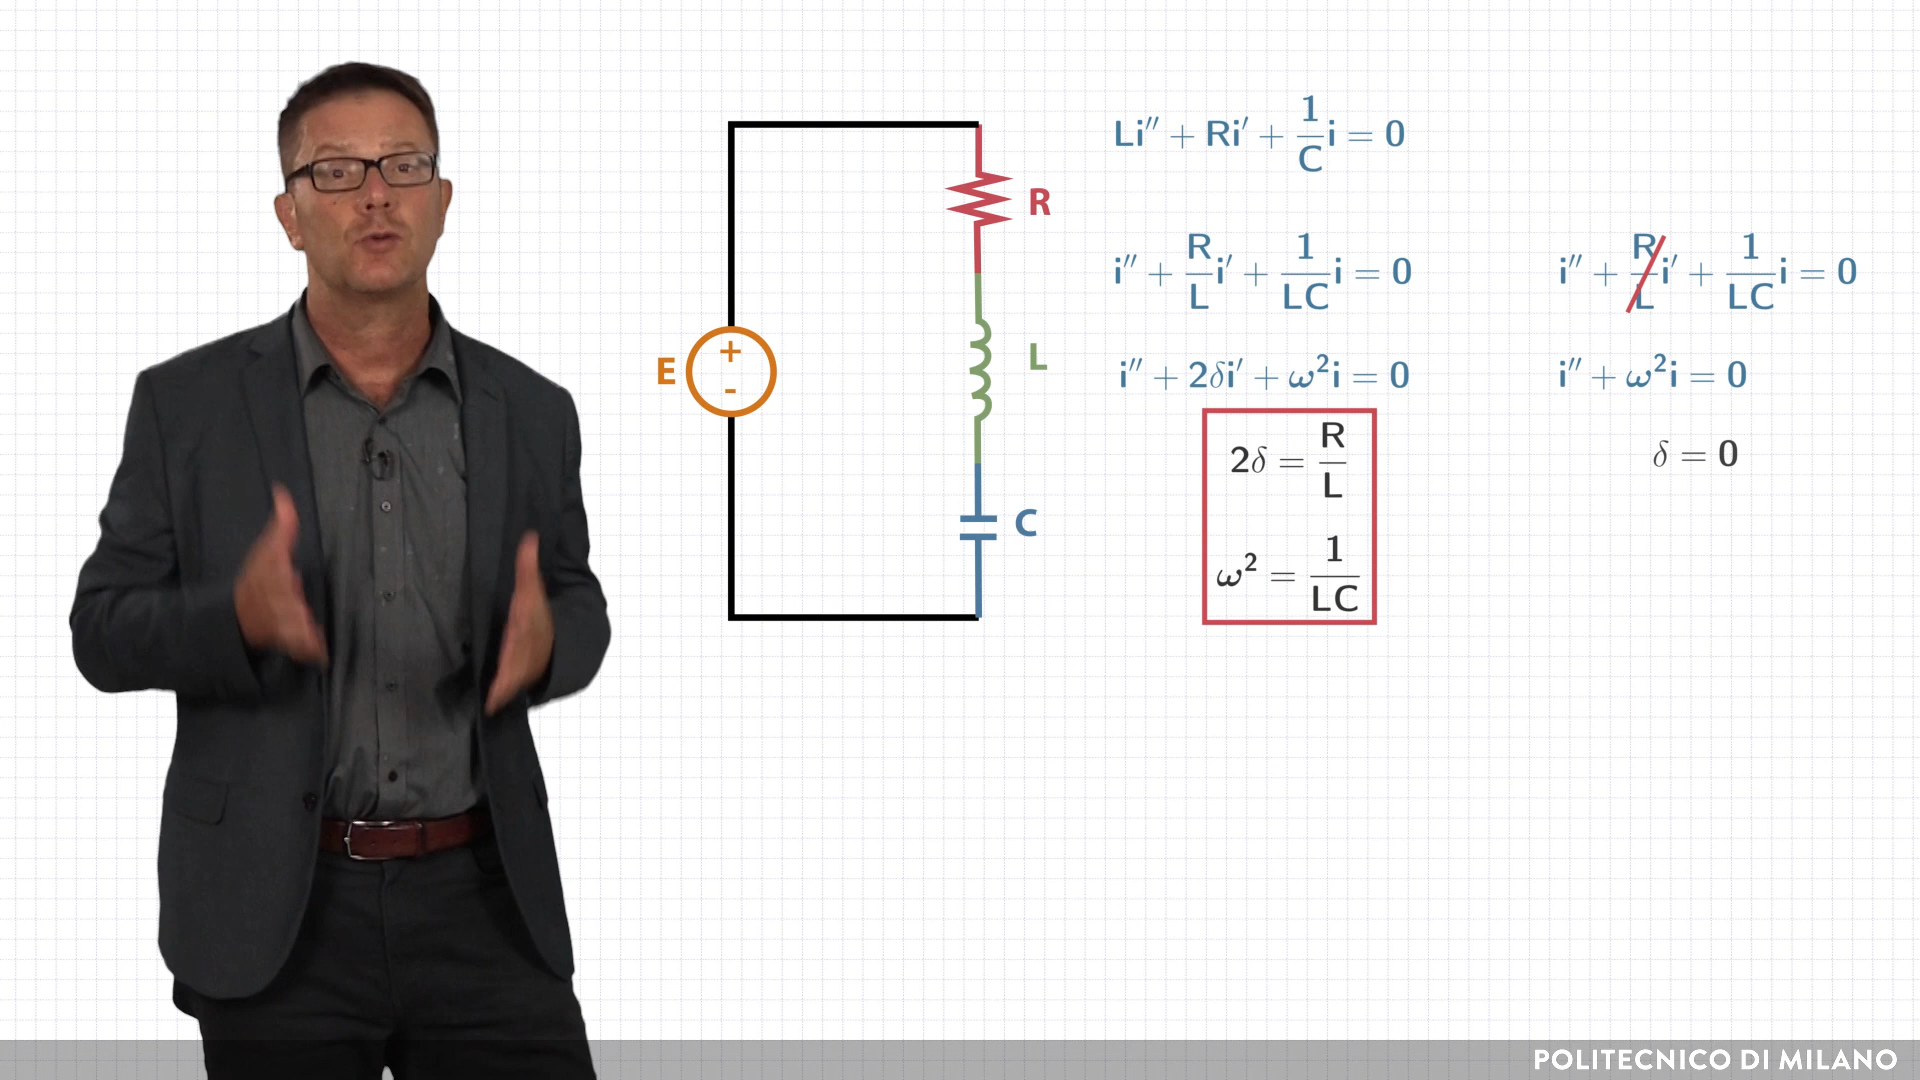 E
+
-
R
L
C
Li″ + Ri′ + 1/C i = 0
i″ + R/L i′ + 1/LC i = 0
i″ + 2δi′ + ω²i = 0
2δ = R/L
ω² = 1/LC
i″ + R/L i′ + 1/LC i = 0
i″ + ω²i = 0
δ = 0
POLITECNICO DI MILANO